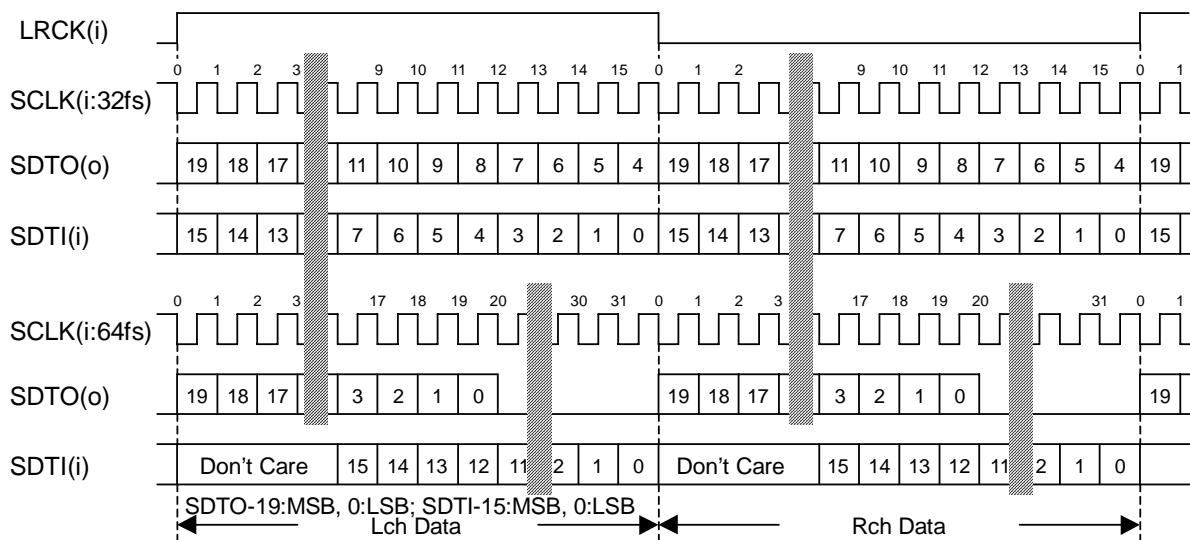 LRCK(i)
0 1 2 3 9 10 11 12 13 14 15 0 1 2 9 10 11 12 13 14 15 0 1
SCLK(i:32fs)
SDTO(o) 19 18 17 11 10 9 8 7 6 5 4 19 18 17 11 10 9 8 7 6 5 4 19
SDTI(i) 15 14 13 7 6 5 4 3 2 1 0 15 14 13 7 6 5 4 3 2 1 0 15
0 1 2 3 17 18 19 20 30 31 0 1 2 3 17 18 19 20 31 0 1
SCLK(i:64fs)
SDTO(o) 19 18 17 3 2 1 0 19 18 17 3 2 1 0 19
SDTI(i) Don't Care 15 14 13 12 11 2 1 0 Don't Care 15 14 13 12 11 2 1 0
SDTO-19:MSB, 0:LSB; SDTI-15:MSB, 0:LSB
Lch Data Rch Data